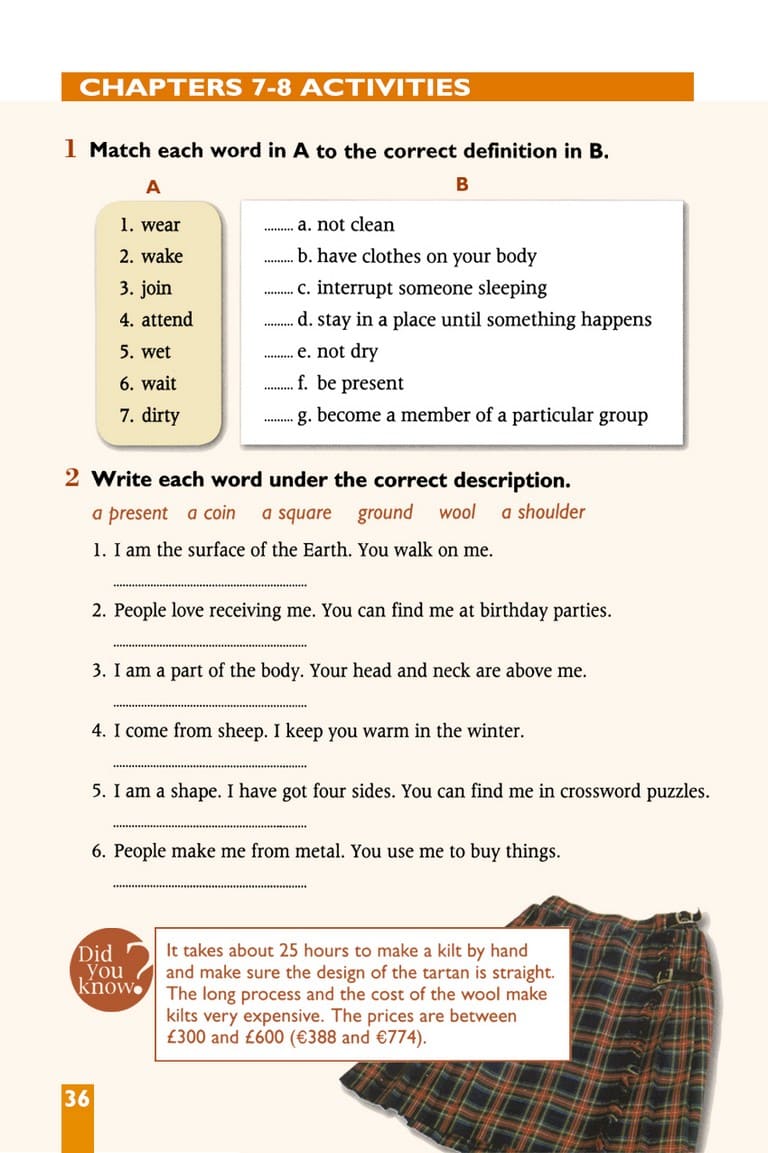 CHAPTERS 7-8 ACTIVITIES
1 Match each word in A to the correct definition in B.
A
B
1. wear
2. wake
3. join
4. attend
5. wet
6. wait
7. dirty
......... a. not clean
......... b. have clothes on your body
......... c. interrupt someone sleeping
......... d. stay in a place until something happens
......... e. not dry
......... f. be present
......... g. become a member of a particular group
2 Write each word under the correct description.
a present a coin a square ground wool a shoulder
1. I am the surface of the Earth. You walk on me.
2. People love receiving me. You can find me at birthday parties.
3. I am a part of the body. Your head and neck are above me.
4. I come from sheep. I keep you warm in the winter.
5. I am a shape. I have got four sides. You can find me in crossword puzzles.
6. People make me from metal. You use me to buy things.
Did
you
know?
It takes about 25 hours to make a kilt by hand
and make sure the design of the tartan is straight.
The long process and the cost of the wool make
kilts very expensive. The prices are between
£300 and £600 (€388 and €774).
36